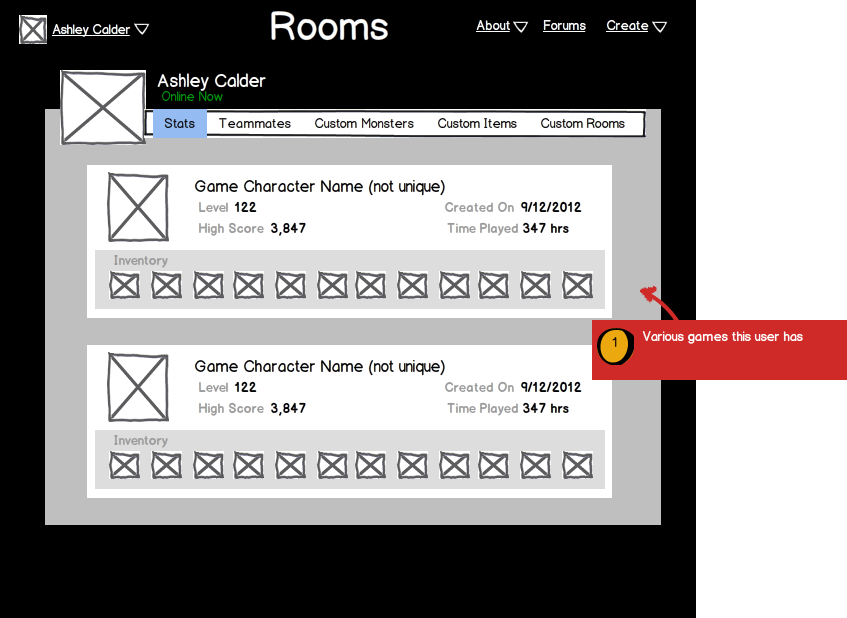 Ashley Calder
Rooms
About
Forums
Create
Ashley Calder
Online Now
Stats
Teammates
Custom Monsters
Custom Items
Custom Rooms
Game Character Name (not unique)
Level 122
Created On 9/12/2012
High Score 3,847
Time Played 347 hrs
Inventory
1
Various games this user has
Game Character Name (not unique)
Level 122
Created On 9/12/2012
High Score 3,847
Time Played 347 hrs
Inventory